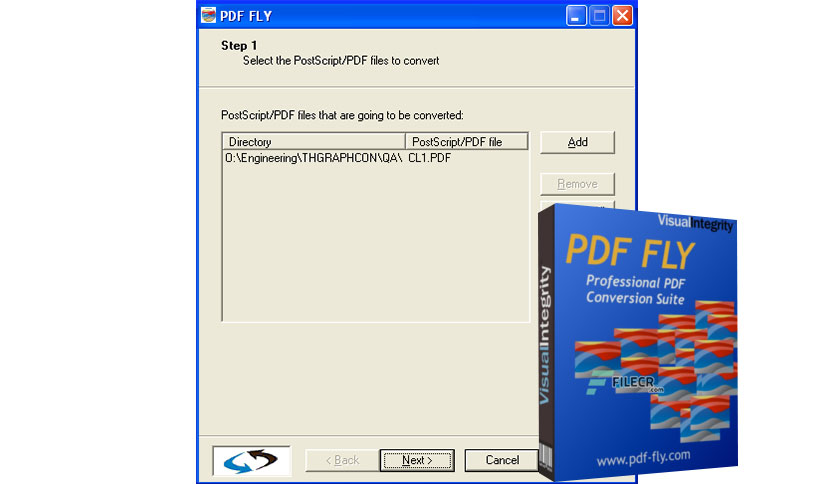 PDF FLY
Step 1
Select the PostScript/PDF files to convert
PostScript/PDF files that are going to be converted:
Directory
PostScript/PDF file
O:\Engineering\THGRAPHCON\QA\
CL1.PDF
Add
Remove
< Back
Next >
Cancel
VisualIntegrity
PDF FLY
Professional PDF
Conversion Suite
VisualIntegrity
FILECR
.com
www.pdf-fly.com